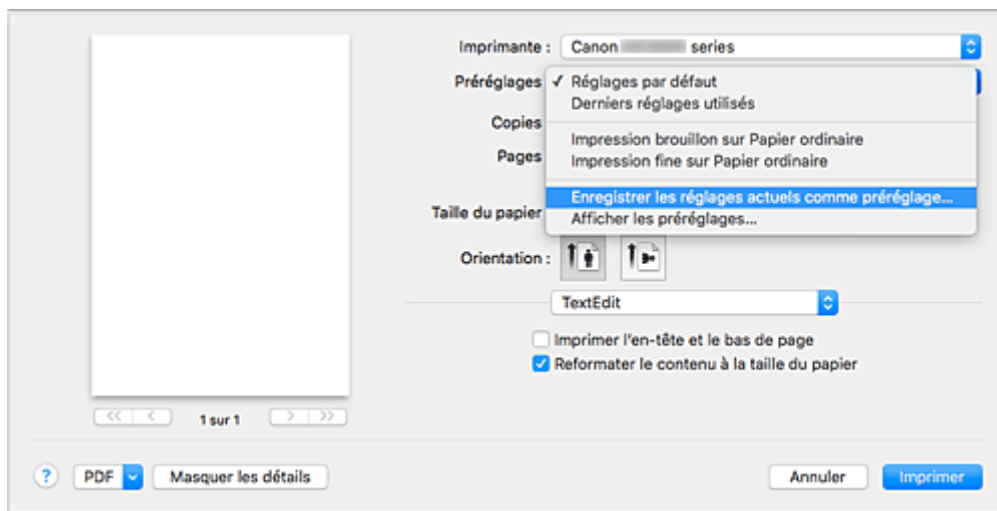 Imprimante : Canon series
Préréglages ✓ Réglages par défaut
Derniers réglages utilisés
Copies
Impression brouillon sur Papier ordinaire
Pages
Impression fine sur Papier ordinaire
Enregistrer les réglages actuels comme préréglage...
Taille du papier
Afficher les préréglages...
Orientation :
TextEdit
Imprimer l'en-tête et le bas de page
Reformater le contenu à la taille du papier
<< < 1 sur 1 > >>
? PDF Masquer les détails Annuler Imprimer